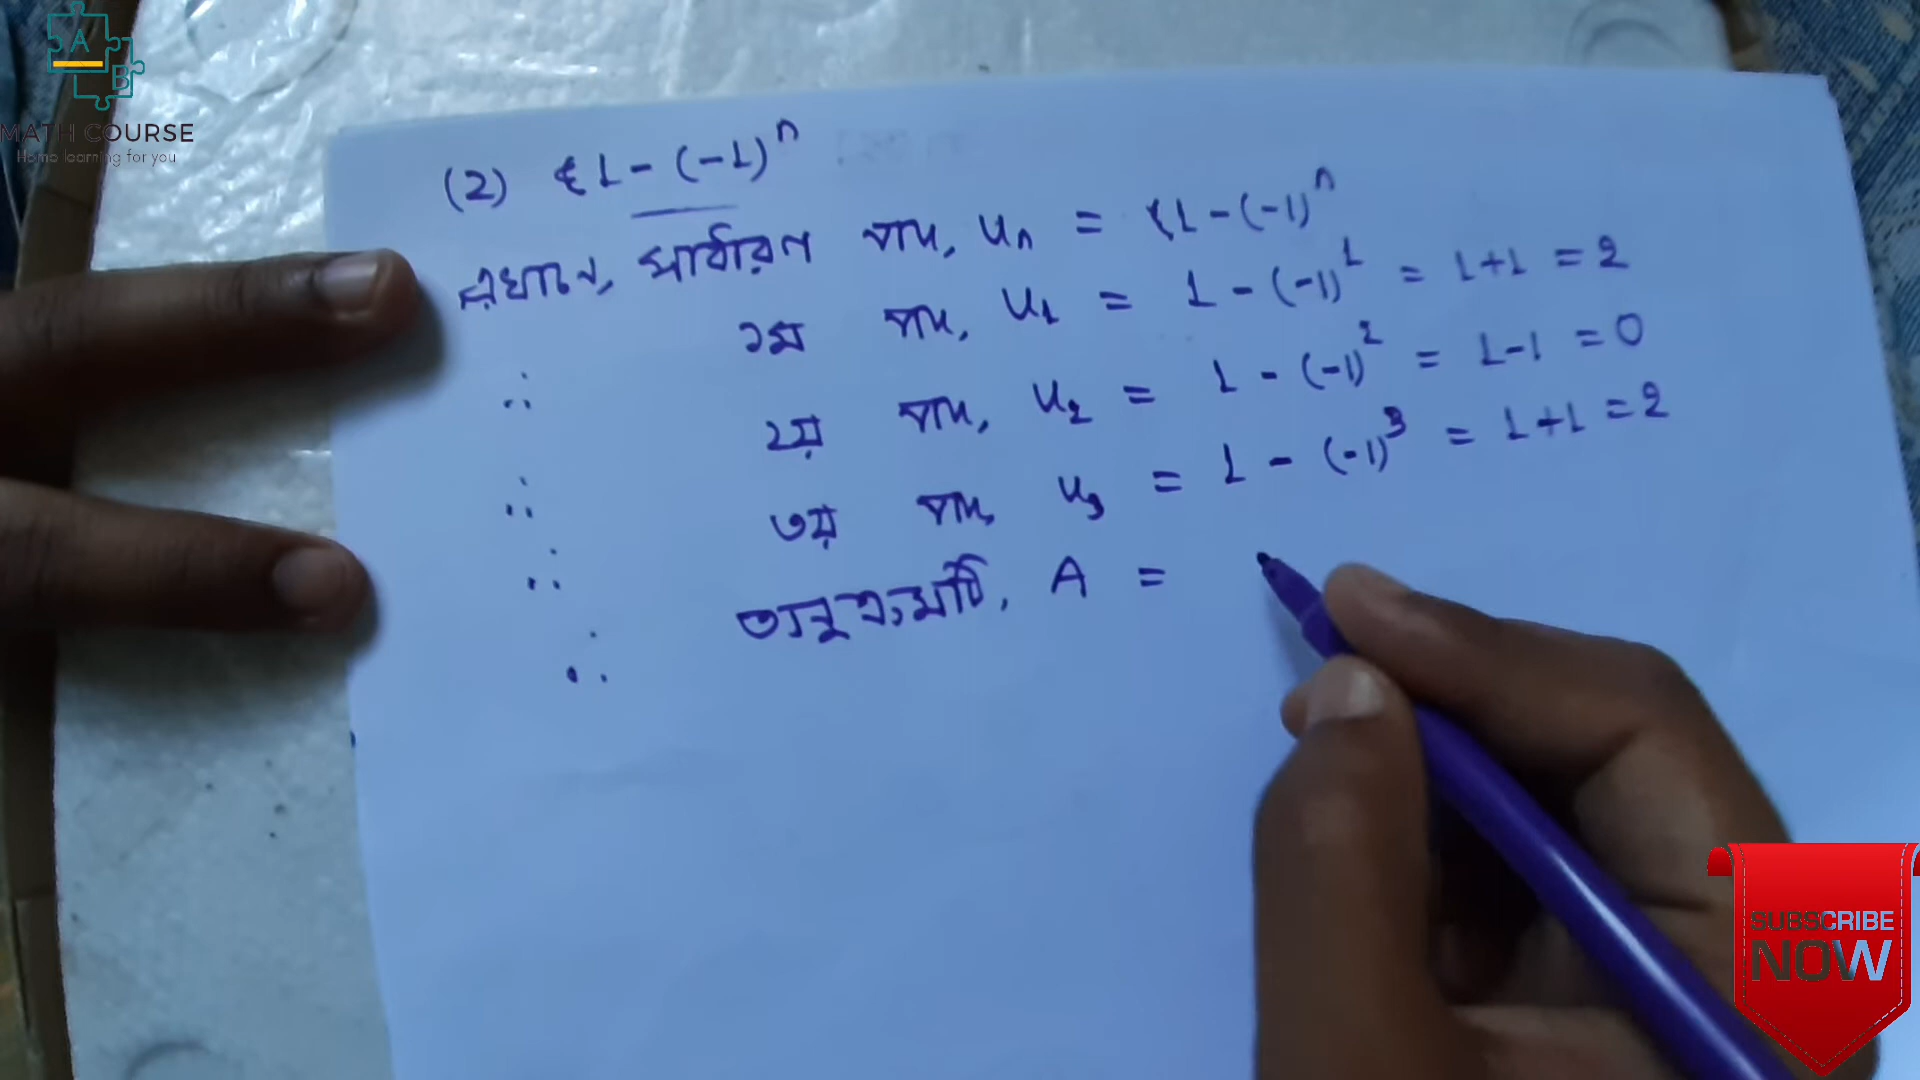 A
B
MATH COURSE
Home learning for you
(2) {1-(-1)ⁿ
এখানে, সাধারণ পদ, uₙ = {1-(-1)ⁿ
∴ ১ম পদ, u₁ = 1-(-1)¹ = 1+1 = 2
∴ ২য় পদ, u₂ = 1-(-1)² = 1-1 = 0
∴ ৩য় পদ, u₃ = 1-(-1)³ = 1+1 = 2
∴ অনুক্রমটি, A =
SUBSCRIBE
NOW